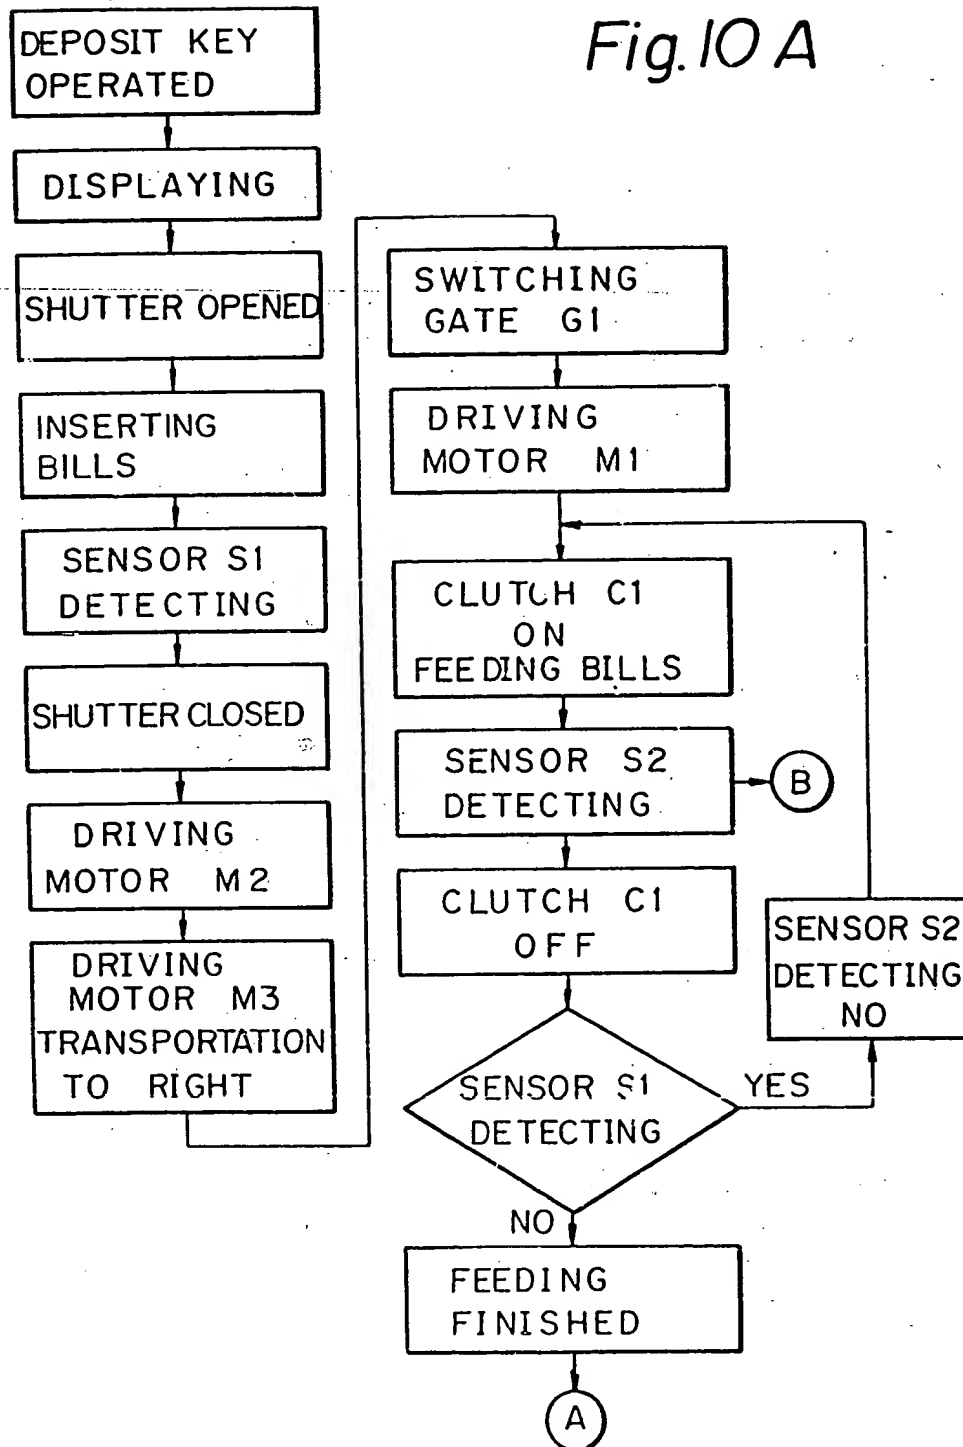 Fig. 10 A
DEPOSIT KEY
OPERATED
DISPLAYING
SHUTTER OPENED
INSERTING
BILLS
SENSOR S1
DETECTING
SHUTTER CLOSED
DRIVING
MOTOR M2
DRIVING
MOTOR M3
TRANSPORTATION
TO RIGHT
SWITCHING
GATE G1
DRIVING
MOTOR M1
CLUTCH C1
ON
FEEDING BILLS
SENSOR S2
DETECTING
B
CLUTCH C1
OFF
SENSOR S1
DETECTING
YES
SENSOR S2
DETECTING
NO
NO
FEEDING
FINISHED
A